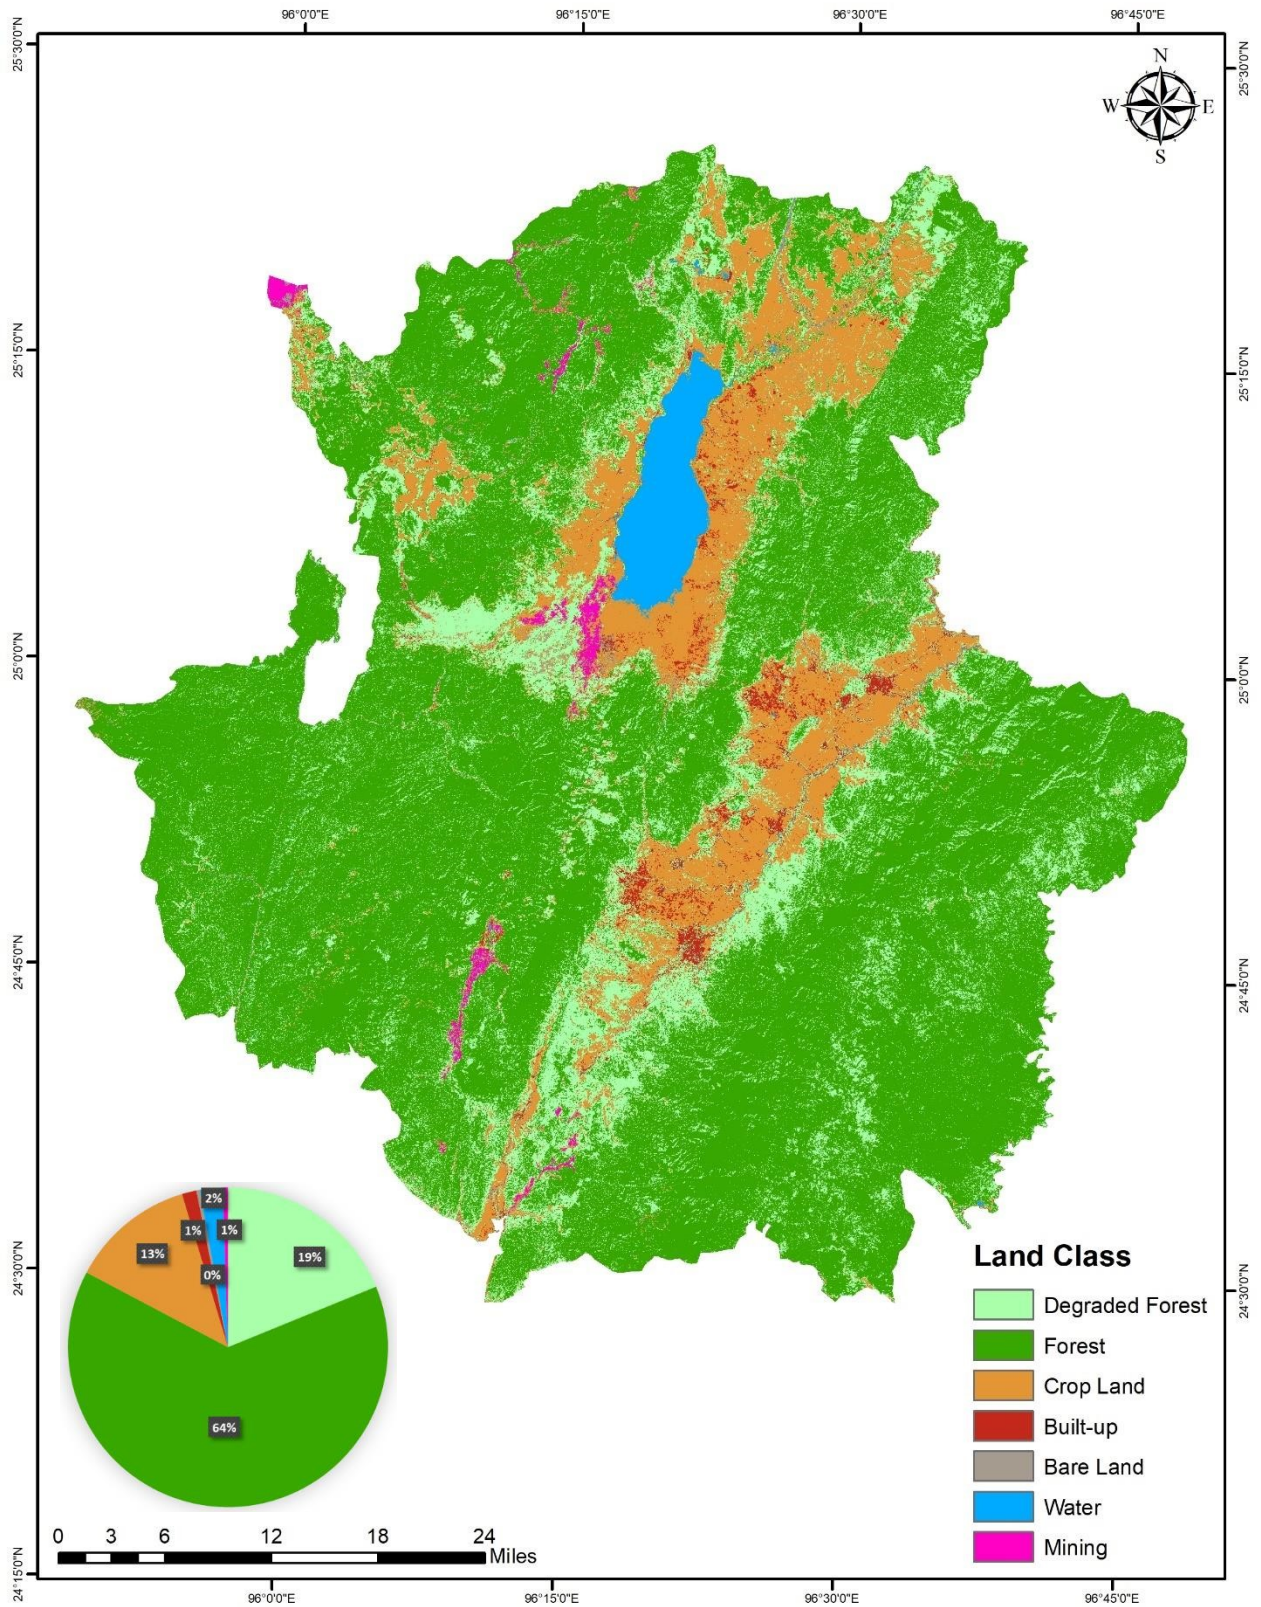 96°0'0"E
96°15'0"E
96°30'0"E
96°45'0"E
25°30'0"N
25°30'0"N
N
W
E
S
25°15'0"N
25°15'0"N
25°0'0"N
25°0'0"N
24°45'0"N
24°45'0"N
24°30'0"N
24°30'0"N
2%
1%
1%
13%
19%
0%
64%
Land Class
Degraded Forest
Forest
Crop Land
Built-up
Bare Land
Water
Mining
0 3 6 12 18 24
Miles
24°15'0"N
96°0'0"E
96°15'0"E
96°30'0"E
96°45'0"E